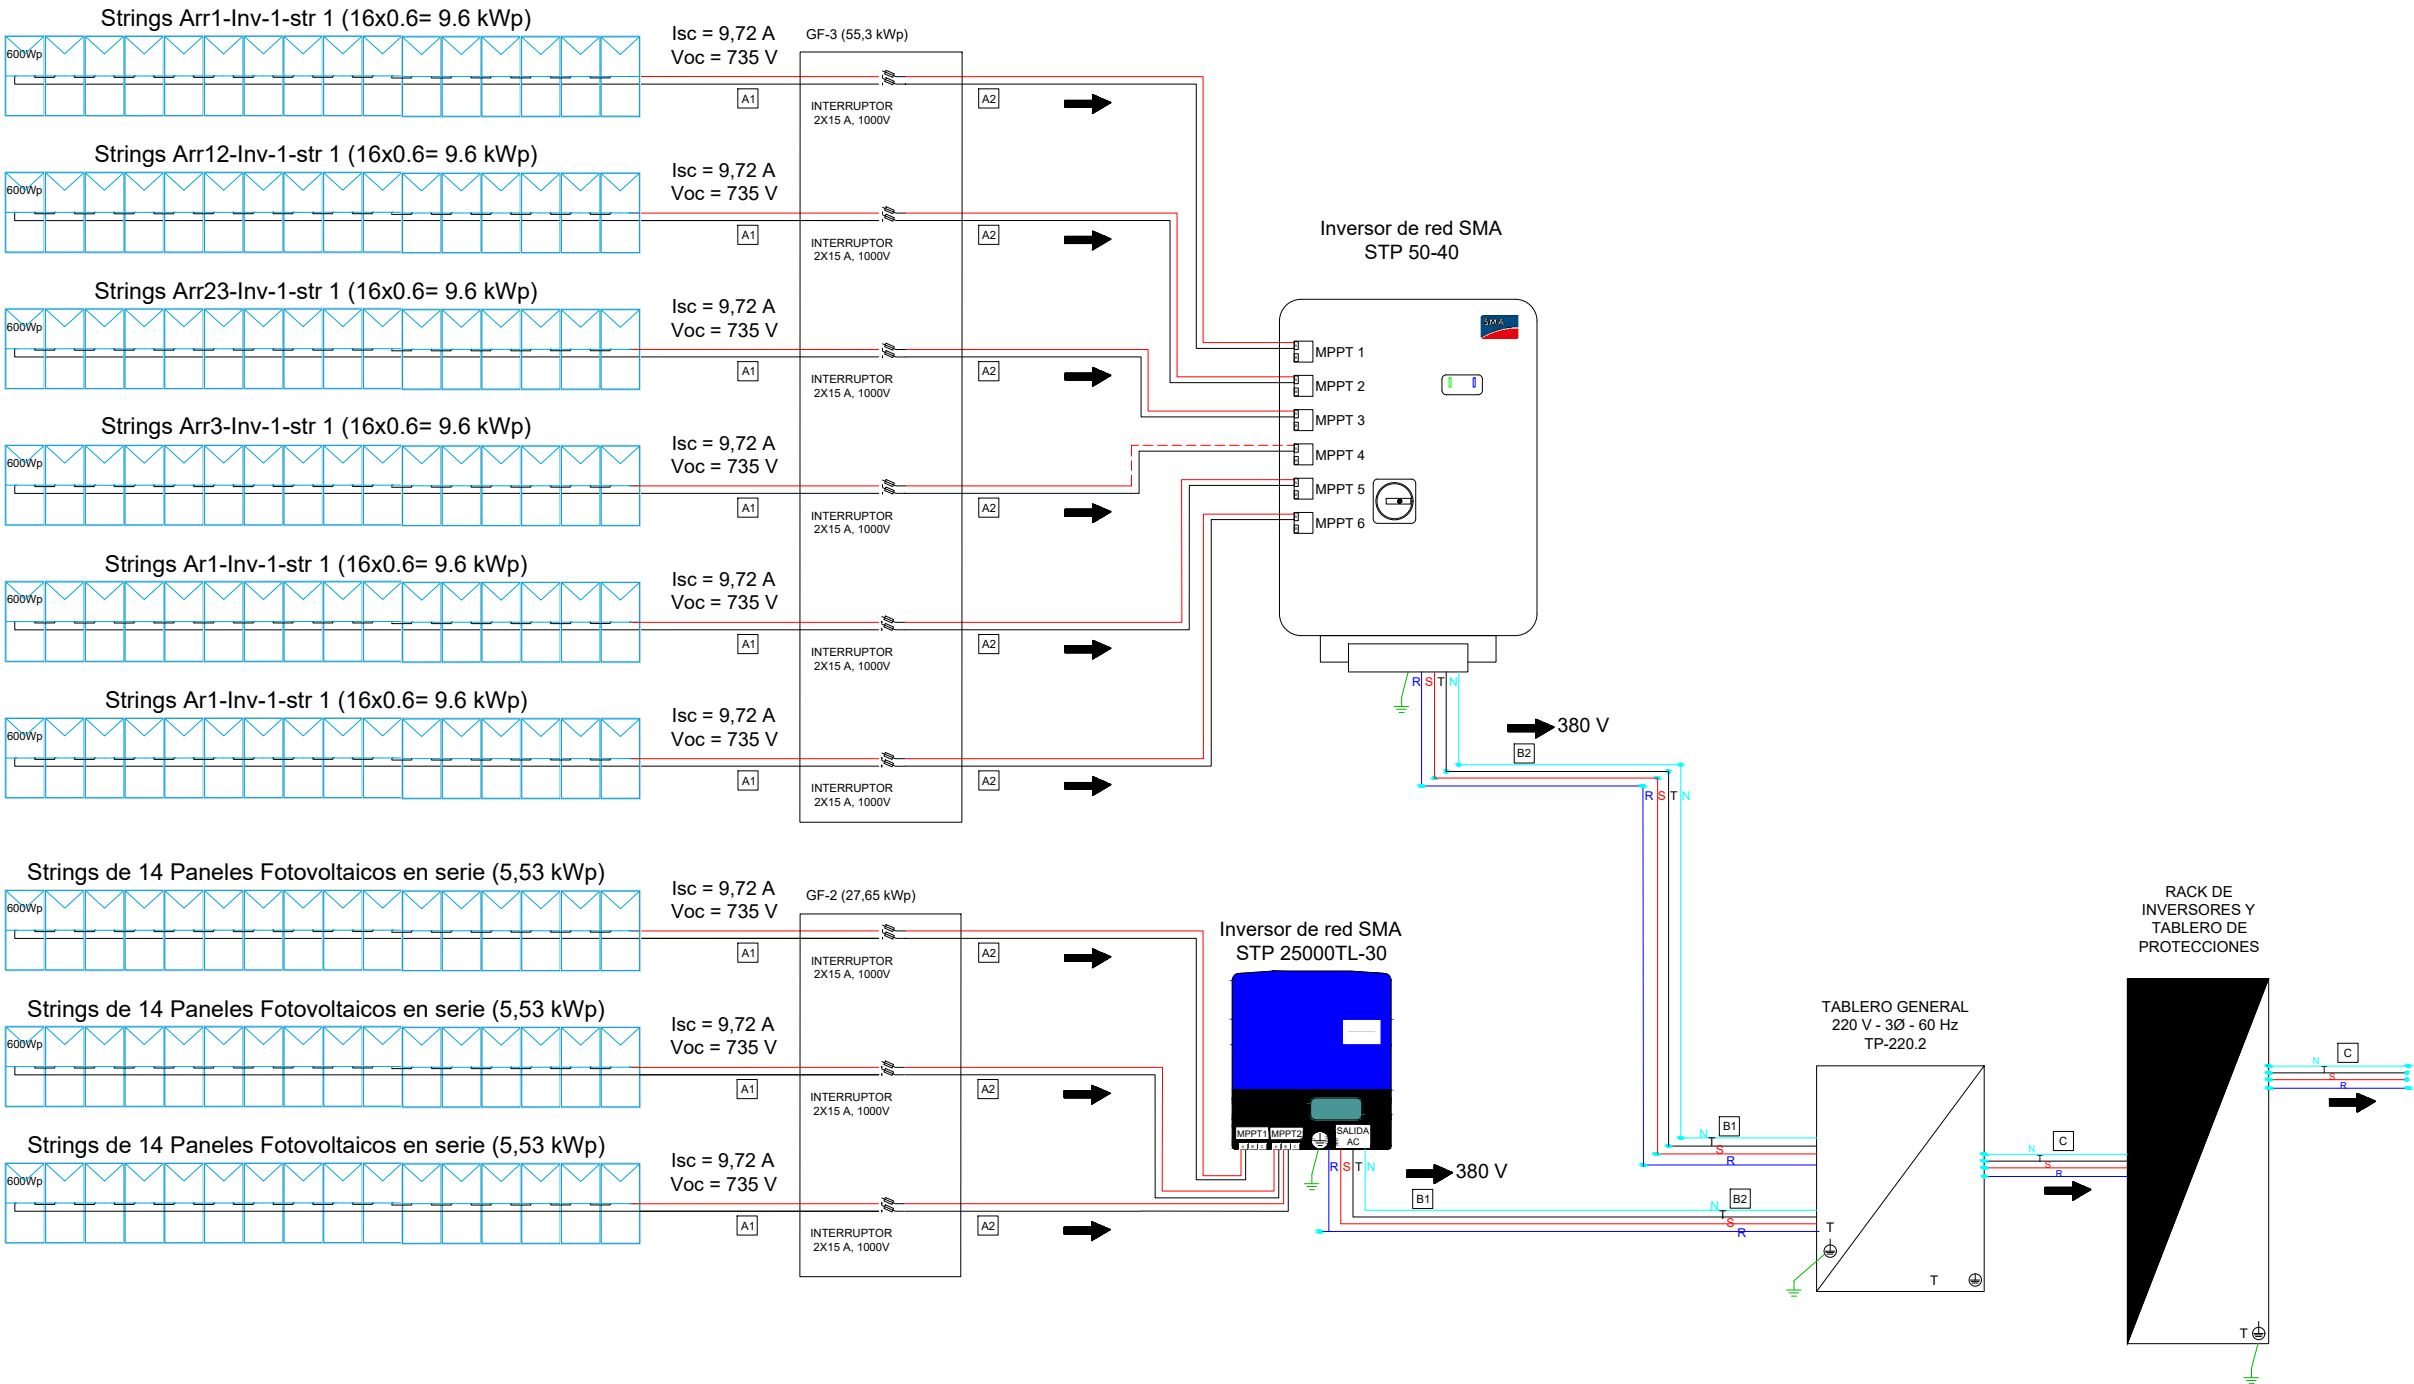 Strings Arr1-Inv-1-str 1 (16x0.6= 9.6 kWp)
600Wp
Isc = 9,72 A
Voc = 735 V
GF-3 (55,3 kWp)
A1
INTERRUPTOR
2X15 A, 1000V
A2
Strings Arr12-Inv-1-str 1 (16x0.6= 9.6 kWp)
600Wp
Isc = 9,72 A
Voc = 735 V
A1
INTERRUPTOR
2X15 A, 1000V
A2
Strings Arr23-Inv-1-str 1 (16x0.6= 9.6 kWp)
600Wp
Isc = 9,72 A
Voc = 735 V
A1
INTERRUPTOR
2X15 A, 1000V
A2
Strings Arr3-Inv-1-str 1 (16x0.6= 9.6 kWp)
600Wp
Isc = 9,72 A
Voc = 735 V
A1
INTERRUPTOR
2X15 A, 1000V
A2
Strings Ar1-Inv-1-str 1 (16x0.6= 9.6 kWp)
600Wp
Isc = 9,72 A
Voc = 735 V
A1
INTERRUPTOR
2X15 A, 1000V
A2
Strings Ar1-Inv-1-str 1 (16x0.6= 9.6 kWp)
600Wp
Isc = 9,72 A
Voc = 735 V
A1
INTERRUPTOR
2X15 A, 1000V
A2
Inversor de red SMA
STP 50-40
SMA
MPPT 1
MPPT 2
MPPT 3
MPPT 4
MPPT 5
MPPT 6
R S T N
380 V
B2
R S T N
Strings de 14 Paneles Fotovoltaicos en serie (5,53 kWp)
600Wp
Isc = 9,72 A
Voc = 735 V
GF-2 (27,65 kWp)
A1
INTERRUPTOR
2X15 A, 1000V
A2
Strings de 14 Paneles Fotovoltaicos en serie (5,53 kWp)
600Wp
Isc = 9,72 A
Voc = 735 V
A1
INTERRUPTOR
2X15 A, 1000V
A2
Strings de 14 Paneles Fotovoltaicos en serie (5,53 kWp)
600Wp
Isc = 9,72 A
Voc = 735 V
A1
INTERRUPTOR
2X15 A, 1000V
A2
Inversor de red SMA
STP 25000TL-30
MPPT1 MPPT2
SALIDA
AC
R S T N
380 V
B1
B1
N
T
S
R
B2
N
T
S
R
TABLERO GENERAL
220 V - 3Ø - 60 Hz
TP-220.2
T
T
C
N
T
S
R
RACK DE
INVERSORES Y
TABLERO DE
PROTECCIONES
T
C
N
T
S
R